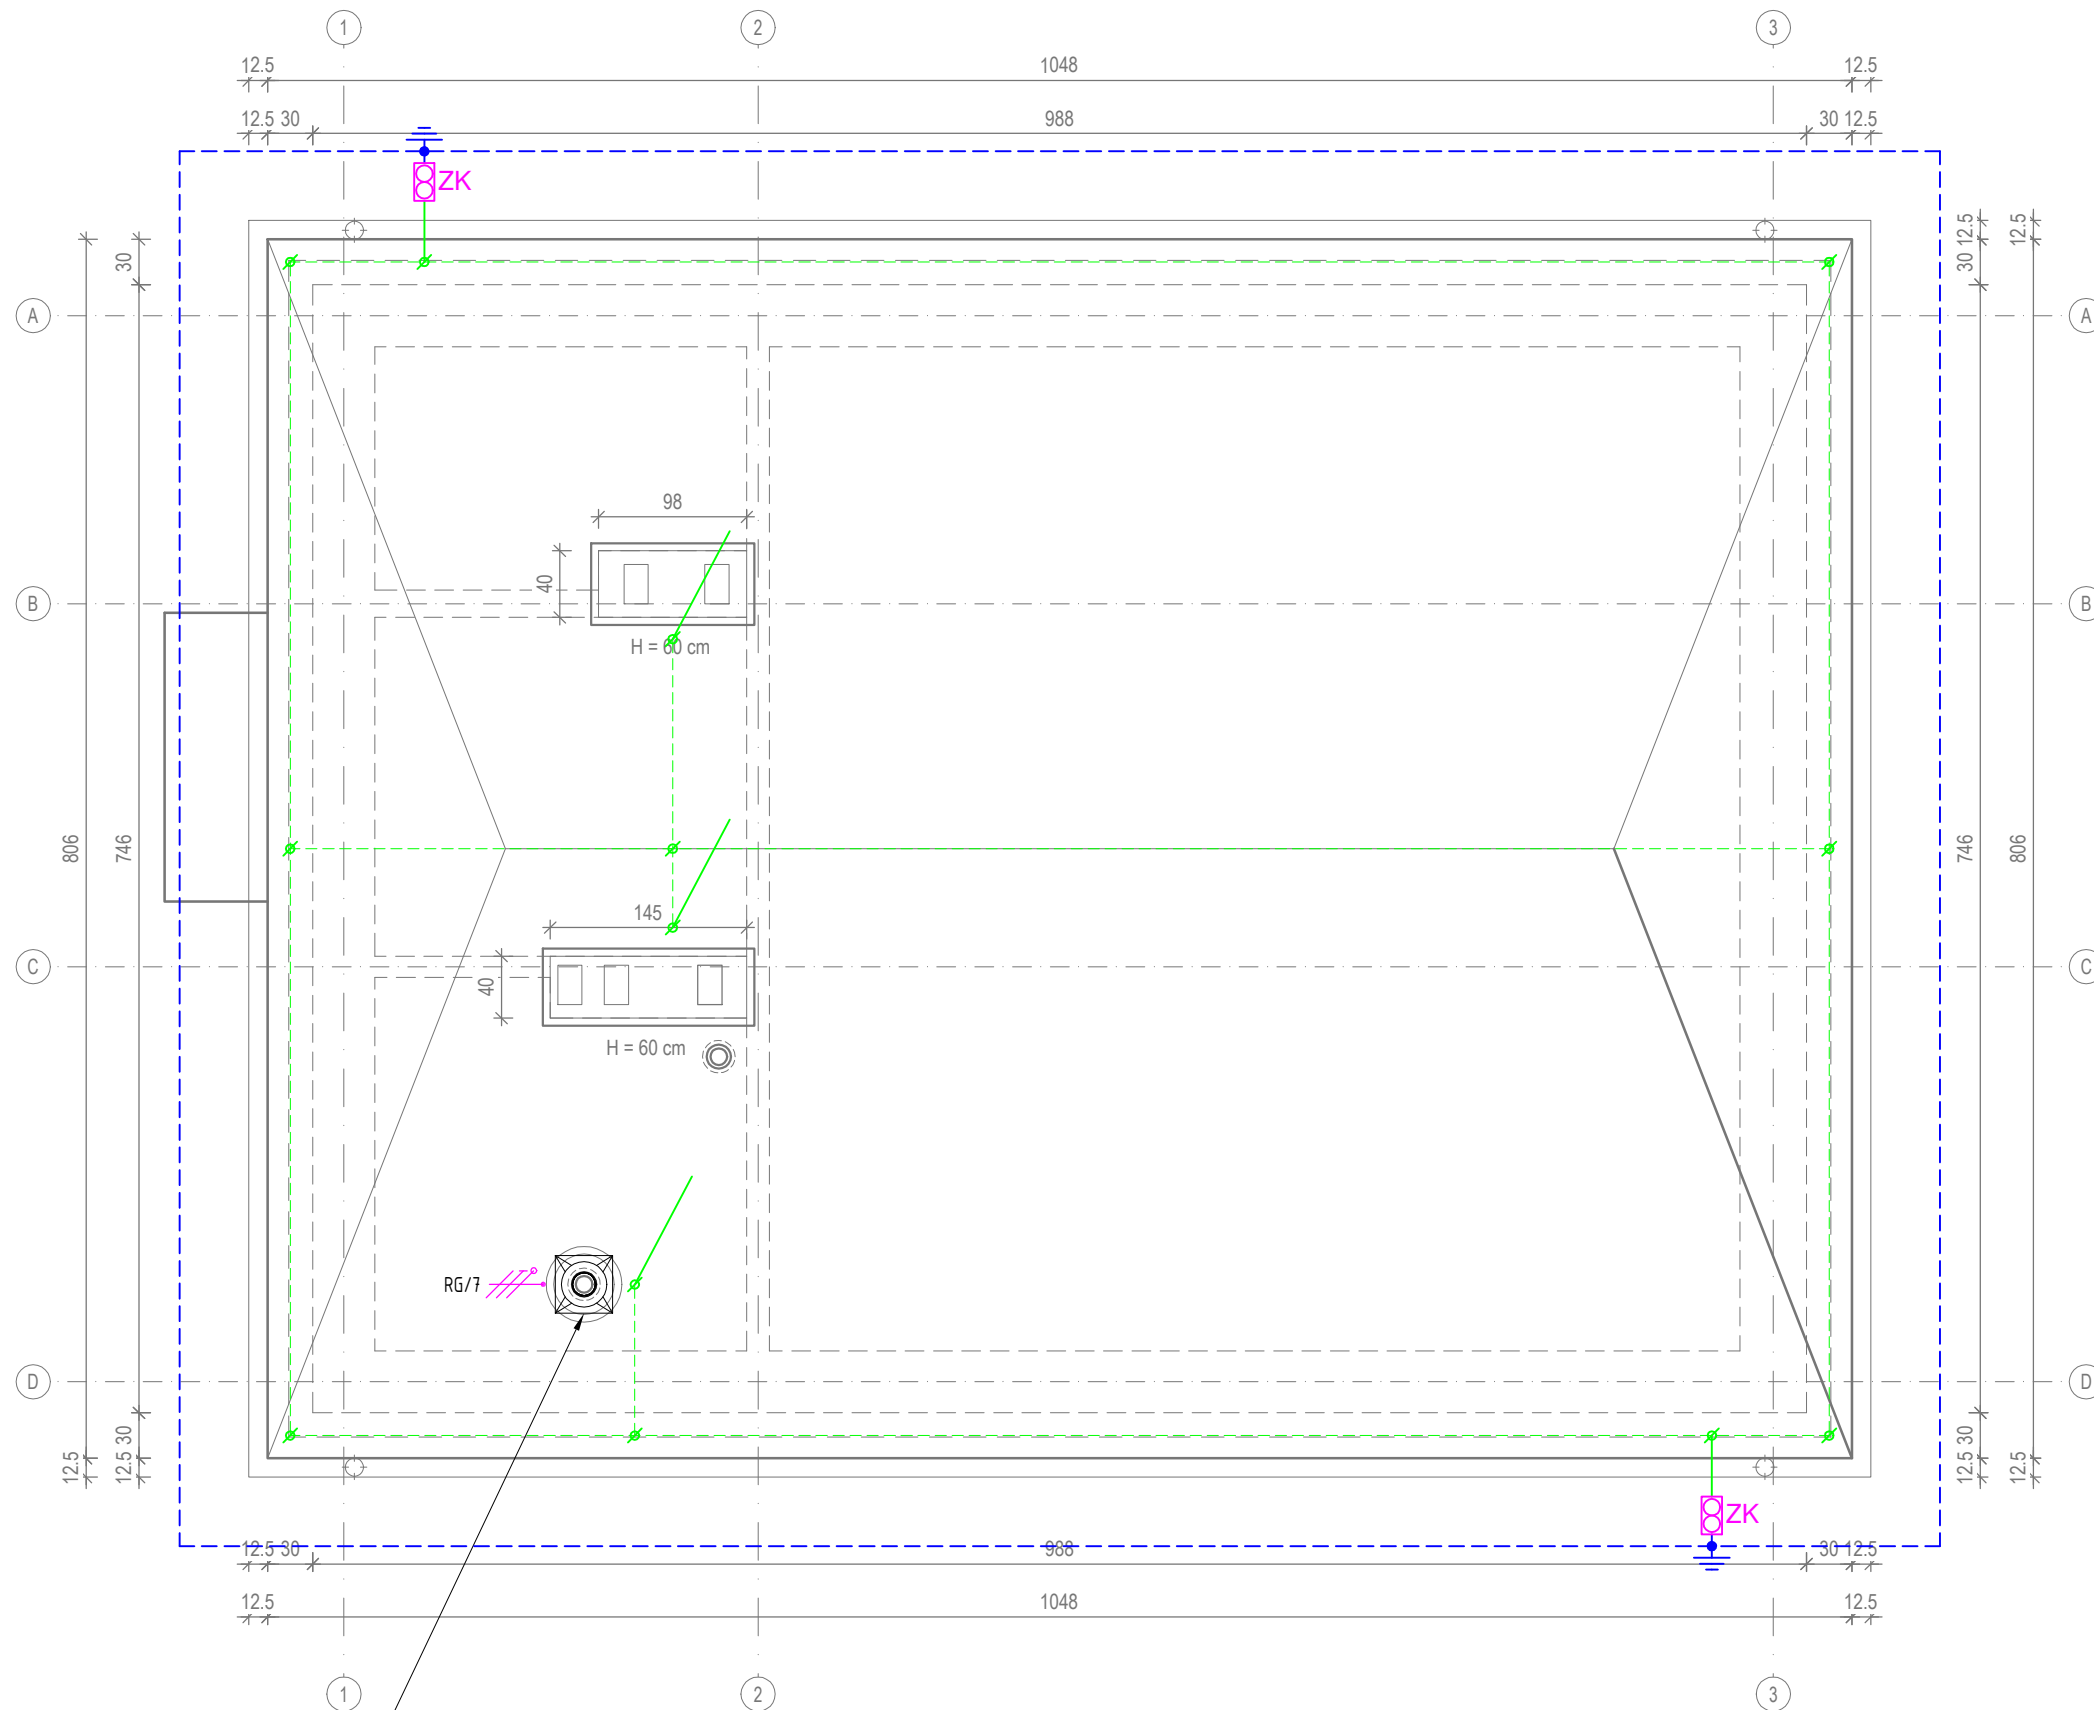 1 2 3
12.5 1048 12.5
12.5 30 988 30 12.5
ZK
30 30 12.5 12.5
A A
98
40
B B
H = 60 cm
806 746 746 806
145
C C
40
H = 60 cm
RG/7
D D
12.5 12.5 30 12.5 30 12.5
ZK
12.5 30 988 30 12.5
12.5 1048 12.5
1 2 3